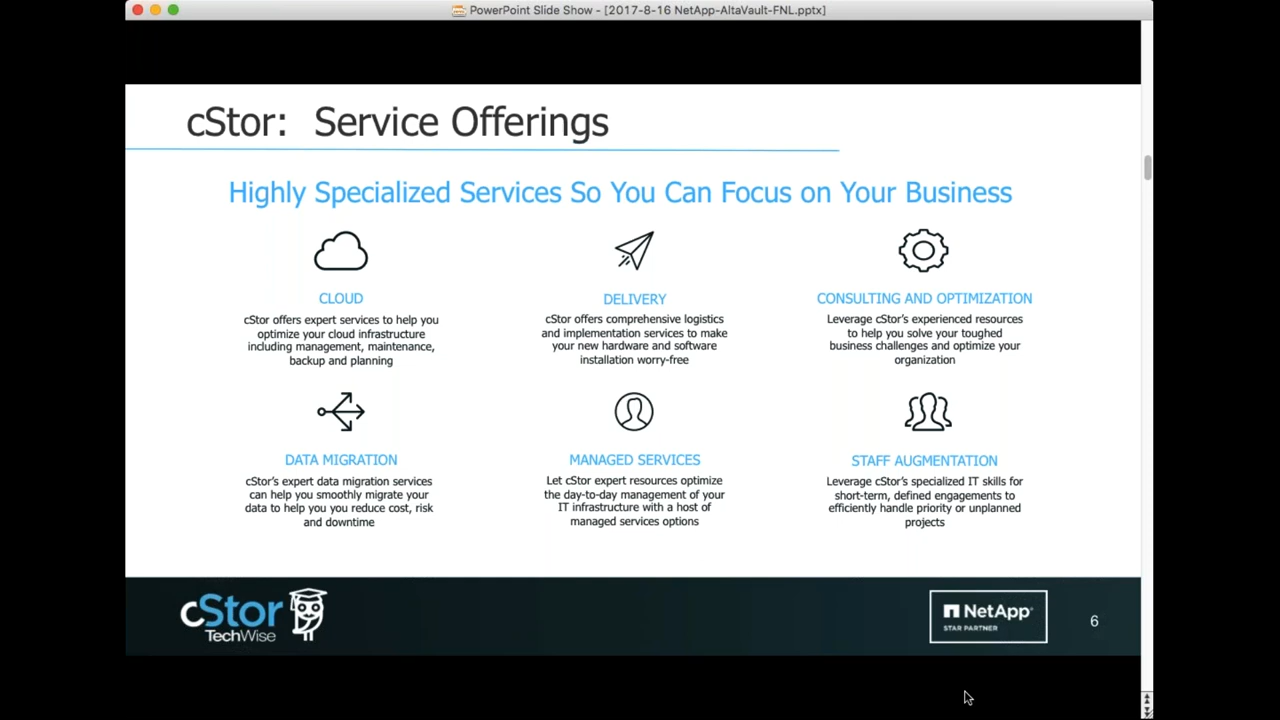 PowerPoint Slide Show - [2017-8-16 NetApp-AltaVault-FNL.pptx]
cStor: Service Offerings
Highly Specialized Services So You Can Focus on Your Business
CLOUD
cStor offers expert services to help you
optimize your cloud infrastructure
including management, maintenance,
backup and planning
DELIVERY
cStor offers comprehensive logistics
and implementation services to make
your new hardware and software
installation worry-free
CONSULTING AND OPTIMIZATION
Leverage cStor's experienced resources
to help you solve your toughed
business challenges and optimize your
organization
DATA MIGRATION
cStor's expert data migration services
can help you smoothly migrate your
data to help you you reduce cost, risk
and downtime
MANAGED SERVICES
Let cStor expert resources optimize
the day-to-day management of your
IT infrastructure with a host of
managed services options
STAFF AUGMENTATION
Leverage cStor's specialized IT skills for
short-term, defined engagements to
efficiently handle priority or unplanned
projects
cStor
TechWise
NetApp
STAR PARTNER
6